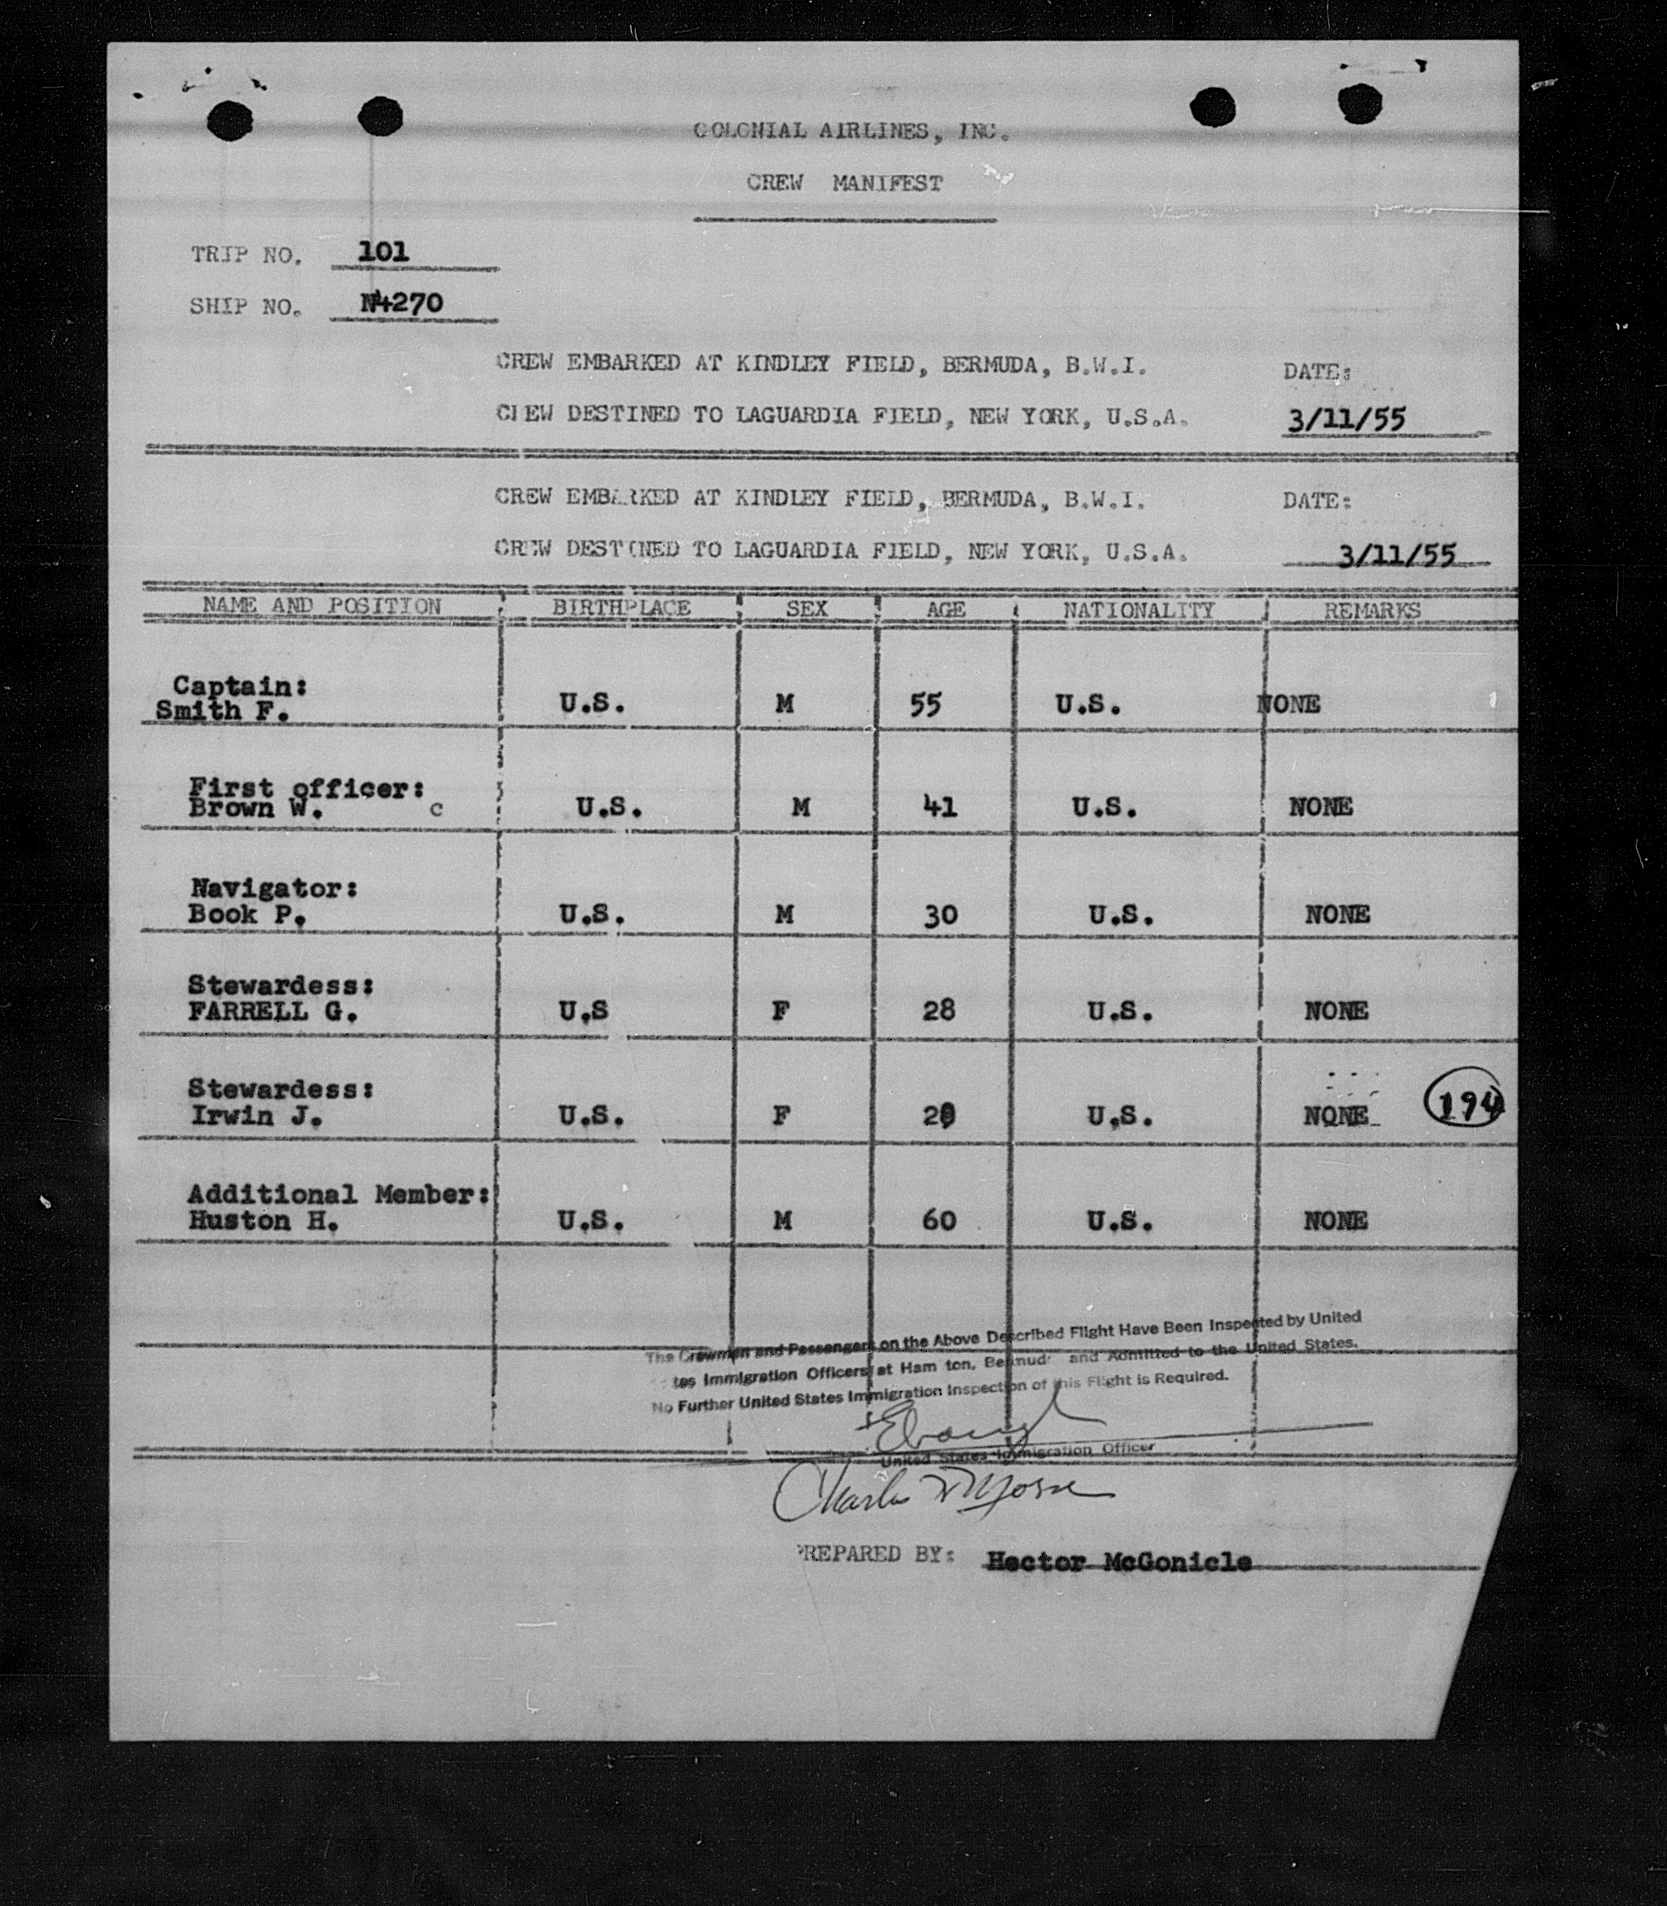 COLONIAL AIRLINES, INC.
CREW MANIFEST
TRIP NO. 101
SHIP NO. N4270
CREW EMBARKED AT KINDLEY FIELD, BERMUDA, B.W.I. DATE:
CREW DESTINED TO LAGUARDIA FIELD, NEW YORK, U.S.A. 3/11/55
CREW EMBARKED AT KINDLEY FIELD, BERMUDA, B.W.I. DATE:
CREW DESTINED TO LAGUARDIA FIELD, NEW YORK, U.S.A. 3/11/55
NAME AND POSITION BIRTHPLACE SEX AGE NATIONALITY REMARKS
Captain:
Smith F. U.S. M 55 U.S. NONE
First officer:
Brown W. c U.S. M 41 U.S. NONE
Navigator:
Book P. U.S. M 30 U.S. NONE
Stewardess:
FARRELL G. U.S F 28 U.S. NONE
Stewardess:
Irwin J. U.S. F U.S. NONE 194
Additional Member:
Huston H. U.S. M 60 U.S. NONE
The Crewmen and Passengers on the Above Described Flight Have Been Inspected by United
tes Immigration Officers at Ham ton, Bermud and Admitted to the United States.
No Further United States Immigration Inspection of this Flight is Required.
United States Immigration Officer
Charles W Morse
PREPARED BY: Hector McGonicle